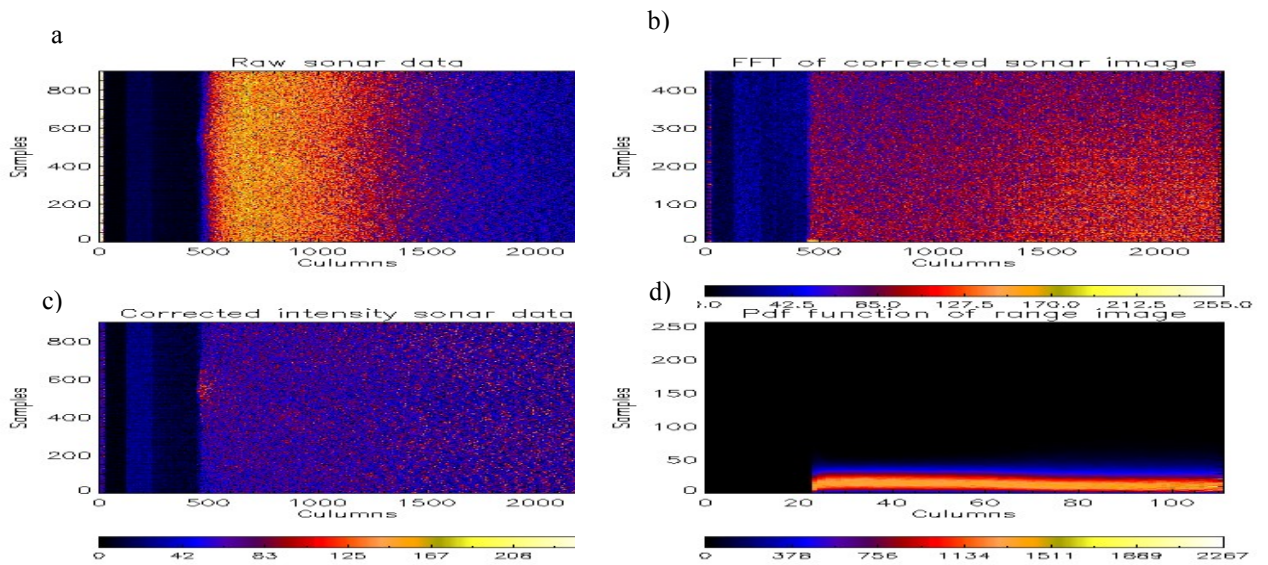 a
Raw sonar data
800
600
400
200
0
Samples
0 500 1000 1500 2000
Culumns
b)
FFT of corrected sonar image
400
300
200
100
0
Samples
0 500 1000 1500 2000
Culumns
42.5 85.0 127.5 170.0 212.5 255.0
c)
Corrected intensity sonar data
800
600
400
200
0
Samples
0 500 1000 1500 2000
Culumns
0 42 83 125 167 208
d)
Pdf function of range image
250
200
150
100
50
0
Samples
0 20 40 60 80 100
Culumns
0 378 756 1134 1511 1889 2267